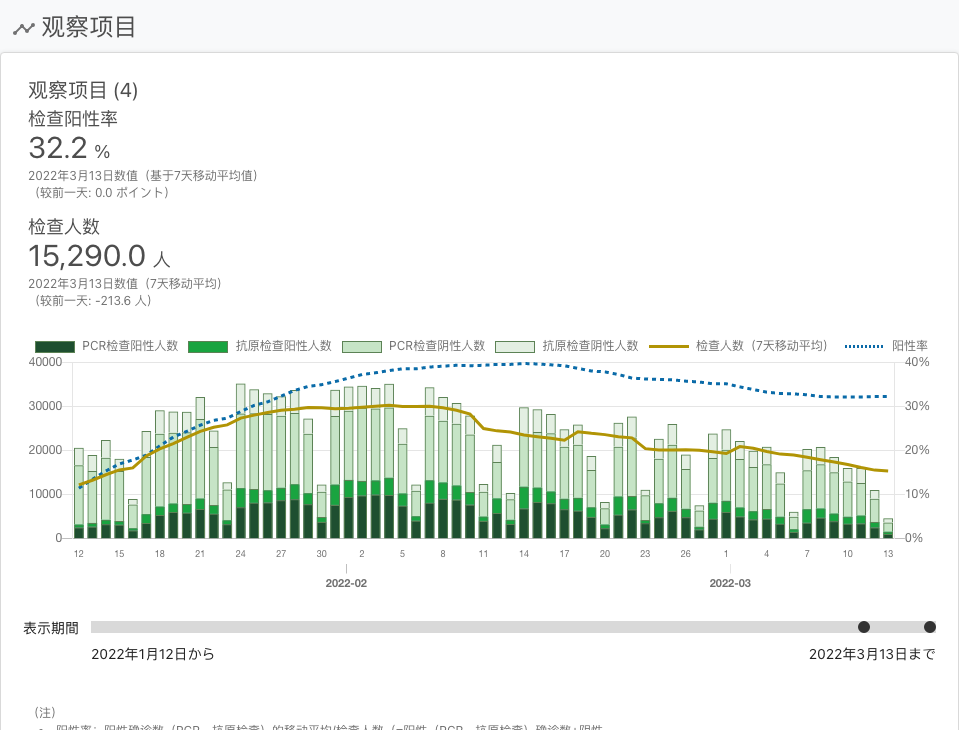 观察项目
观察项目 (4)
检查阳性率
32.2 %
2022年3月13日数值（基于7天移动平均值）
（较前一天: 0.0 ポイント）
检查人数
15,290.0 人
2022年3月13日数值（7天移动平均）
（较前一天: -213.6 人）
PCR检查阳性人数 抗原检查阳性人数 PCR检查阴性人数 抗原检查阴性人数 检查人数（7天移动平均） 阳性率
40000 40%
30000 30%
20000 20%
10000 10%
0 0%
12 15 18 21 24 27 30 2 5 8 11 14 17 20 23 26 1 4 7 10 13
2022-02 2022-03
表示期間
2022年1月12日から 2022年3月13日まで
（注）